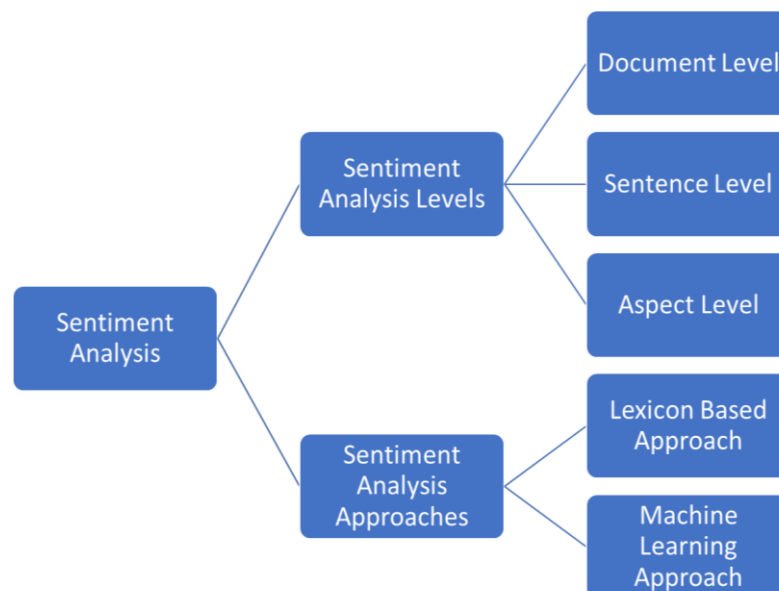 Document Level
Sentiment
Analysis Levels
Sentence Level
Aspect Level
Sentiment
Analysis
Lexicon Based
Approach
Sentiment
Analysis
Approaches
Machine
Learning
Approach